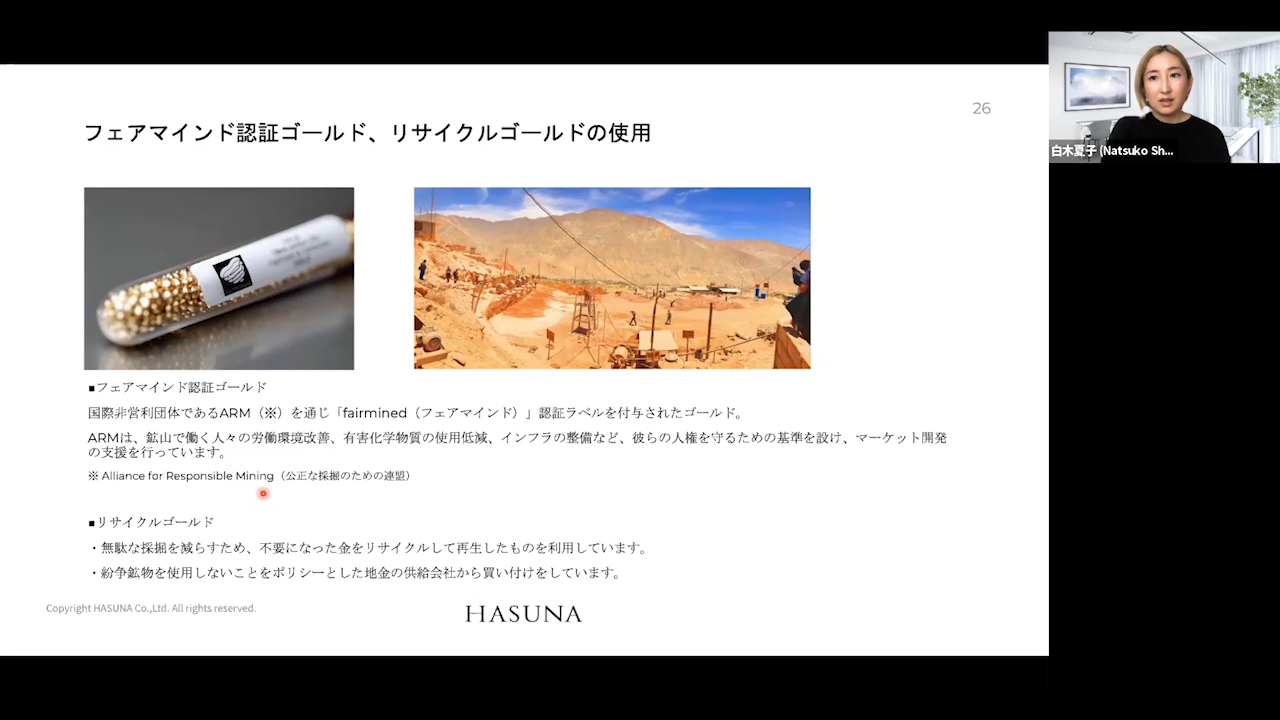 26
フェアマインド認証ゴールド、リサイクルゴールドの使用
白木夏子 (Natsuko Sh...
■フェアマインド認証ゴールド
国際非営利団体であるARM（※）を通じ「fairmined（フェアマインド）」認証ラベルを付与されたゴールド。
ARMは、鉱山で働く人々の労働環境改善、有害化学物質の使用低減、インフラの整備など、彼らの人権を守るための基準を設け、マーケット開発
の支援を行っています。
※ Alliance for Responsible Mining（公正な採掘のための連盟）
■リサイクルゴールド
・無駄な採掘を減らすため、不要になった金をリサイクルして再生したものを利用しています。
・紛争鉱物を使用しないことをポリシーとした地金の供給会社から買い付けをしています。
Copyright HASUNA Co.,Ltd. All rights reserved.
HASUNA